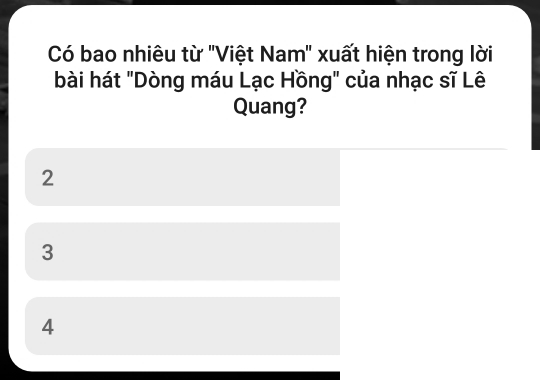 Có bao nhiêu từ "Việt Nam" xuất hiện trong lời
bài hát "Dòng máu Lạc Hồng" của nhạc sĩ Lê
Quang?
2
3
4